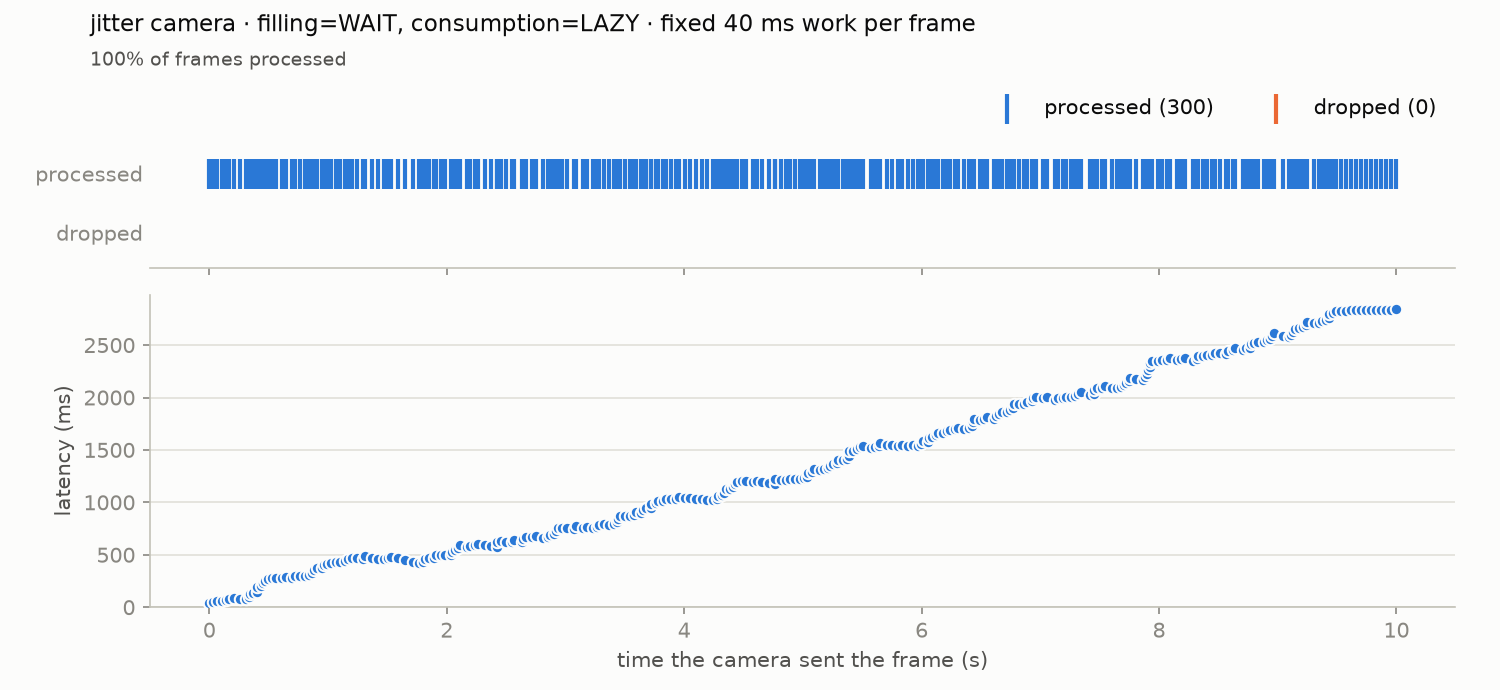 jitter camera · filling=WAIT, consumption=LAZY · fixed 40 ms work per frame
100% of frames processed
processed (300)
dropped (0)
processed
dropped
latency (ms)
2500
2000
1500
1000
500
0
0 2 4 6 8 10
time the camera sent the frame (s)